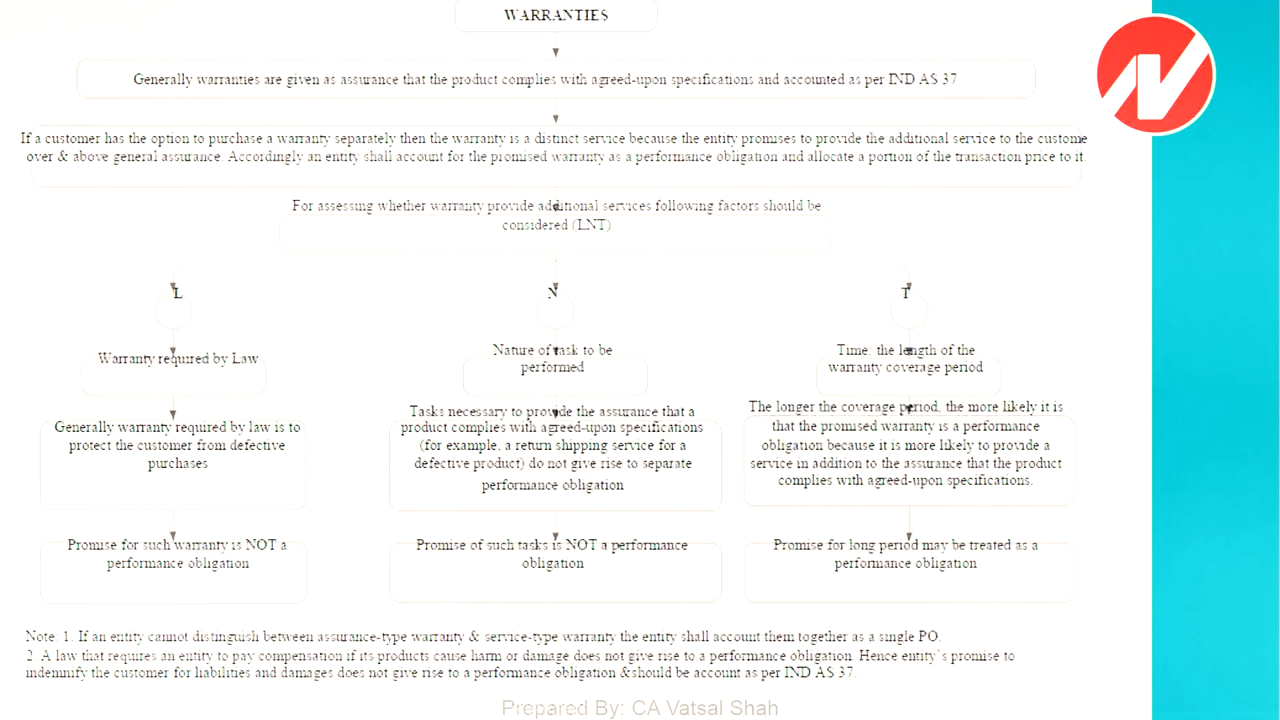 WARRANTIES
Generally warranties are given as assurance that the product complies with agreed-upon specifications and accounted as per IND AS 37
If a customer has the option to purchase a warranty separately then the warranty is a distinct service because the entity promises to provide the additional service to the custome
over & above general assurance. Accordingly an entity shall account for the promised warranty as a performance obligation and allocate a portion of the transaction price to it.
For assessing whether warranty provide additional services following factors should be
considered (LNT)
L
N
T
Warranty required by Law
Nature of task to be
performed
Time: the length of the
warranty coverage period
Generally warranty required by law is to
protect the customer from defective
purchases
Tasks necessary to provide the assurance that a
product complies with agreed-upon specifications
(for example, a return shipping service for a
defective product) do not give rise to separate
performance obligation
The longer the coverage period, the more likely it is
that the promised warranty is a performance
obligation because it is more likely to provide a
service in addition to the assurance that the product
complies with agreed-upon specifications.
Promise for such warranty is NOT a
performance obligation
Promise of such tasks is NOT a performance
obligation
Promise for long period may be treated as a
performance obligation
Note: 1. If an entity cannot distinguish between assurance-type warranty & service-type warranty the entity shall account them together as a single PO.
2. A law that requires an entity to pay compensation if its products cause harm or damage does not give rise to a performance obligation. Hence entity's promise to
indemnify the customer for liabilities and damages does not give rise to a performance obligation &should be account as per IND AS 37.
Prepared By: CA Vatsal Shah